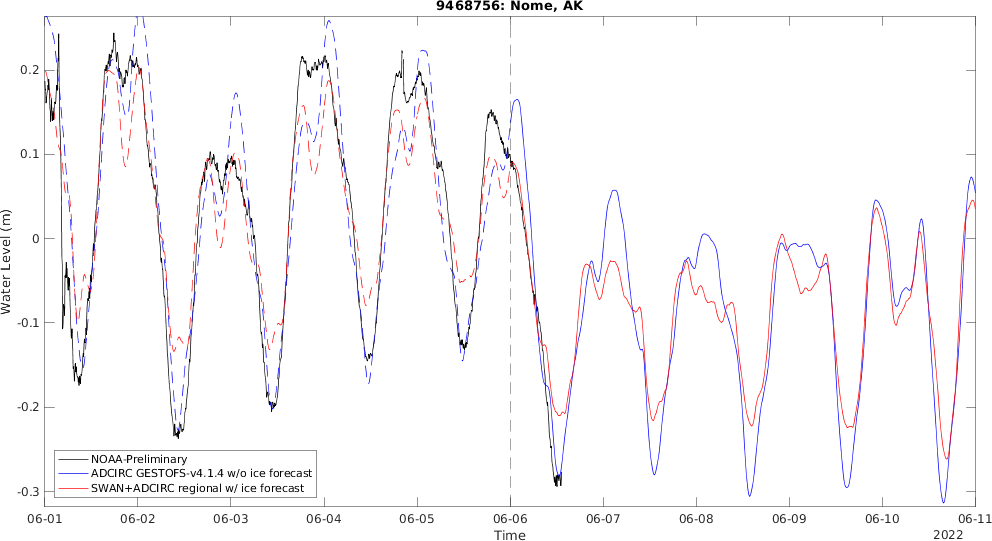 9468756: Nome, AK
Water Level (m)
0.2
0.1
0
-0.1
-0.2
-0.3
NOAA-Preliminary
ADCIRC GESTOFS-v4.1.4 w/o ice forecast
SWAN+ADCIRC regional w/ ice forecast
06-01 06-02 06-03 06-04 06-05 06-06 06-07 06-08 06-09 06-10 06-11
Time
2022